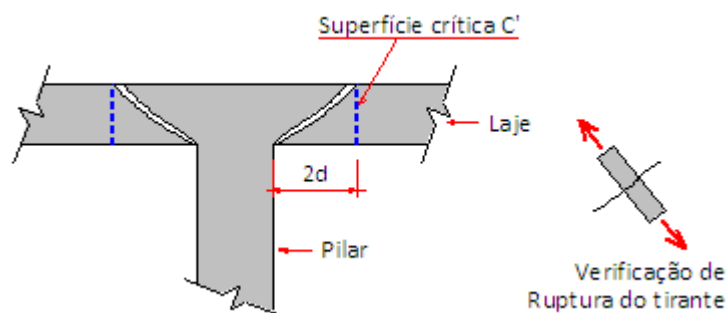 Superfície crítica C'
Laje
2d
Pilar
Verificação de
Ruptura do tirante